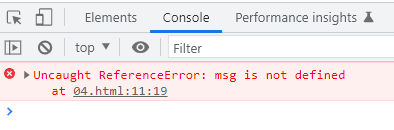 Elements Console Performance insights
top Filter
Uncaught ReferenceError: msg is not defined
at 04.html:11:19